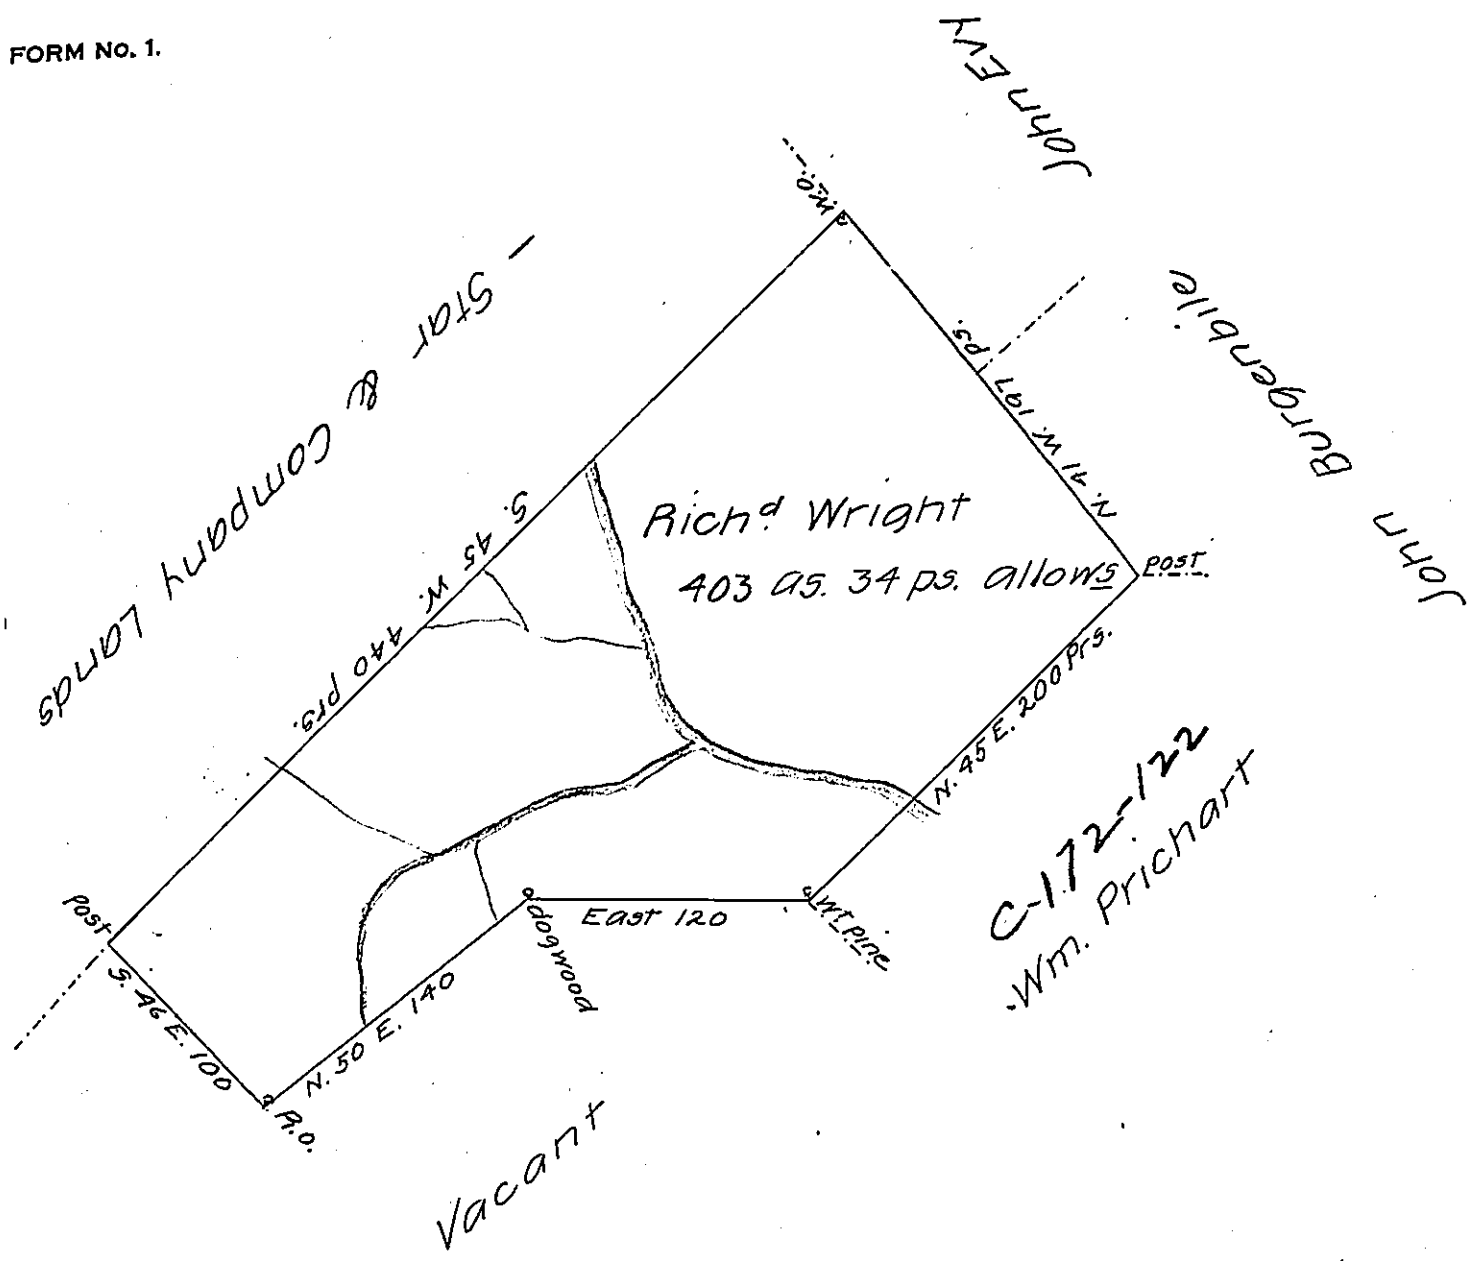 FORM No. 1.
John Evy
W.O.
Star & Company Lands
John Burgenbile
N. 41 W. 197 ps.
S. 45 W. 440 prs.
Rich.d Wright
403 as. 34 ps. allows
post
N. 45 E. 200 Prs.
C-172-122
Wm. Prichart
post
S. 46 E. 100
R.O.
N. 50 E. 140
dogwood
East 120
Wt pine
Vacant